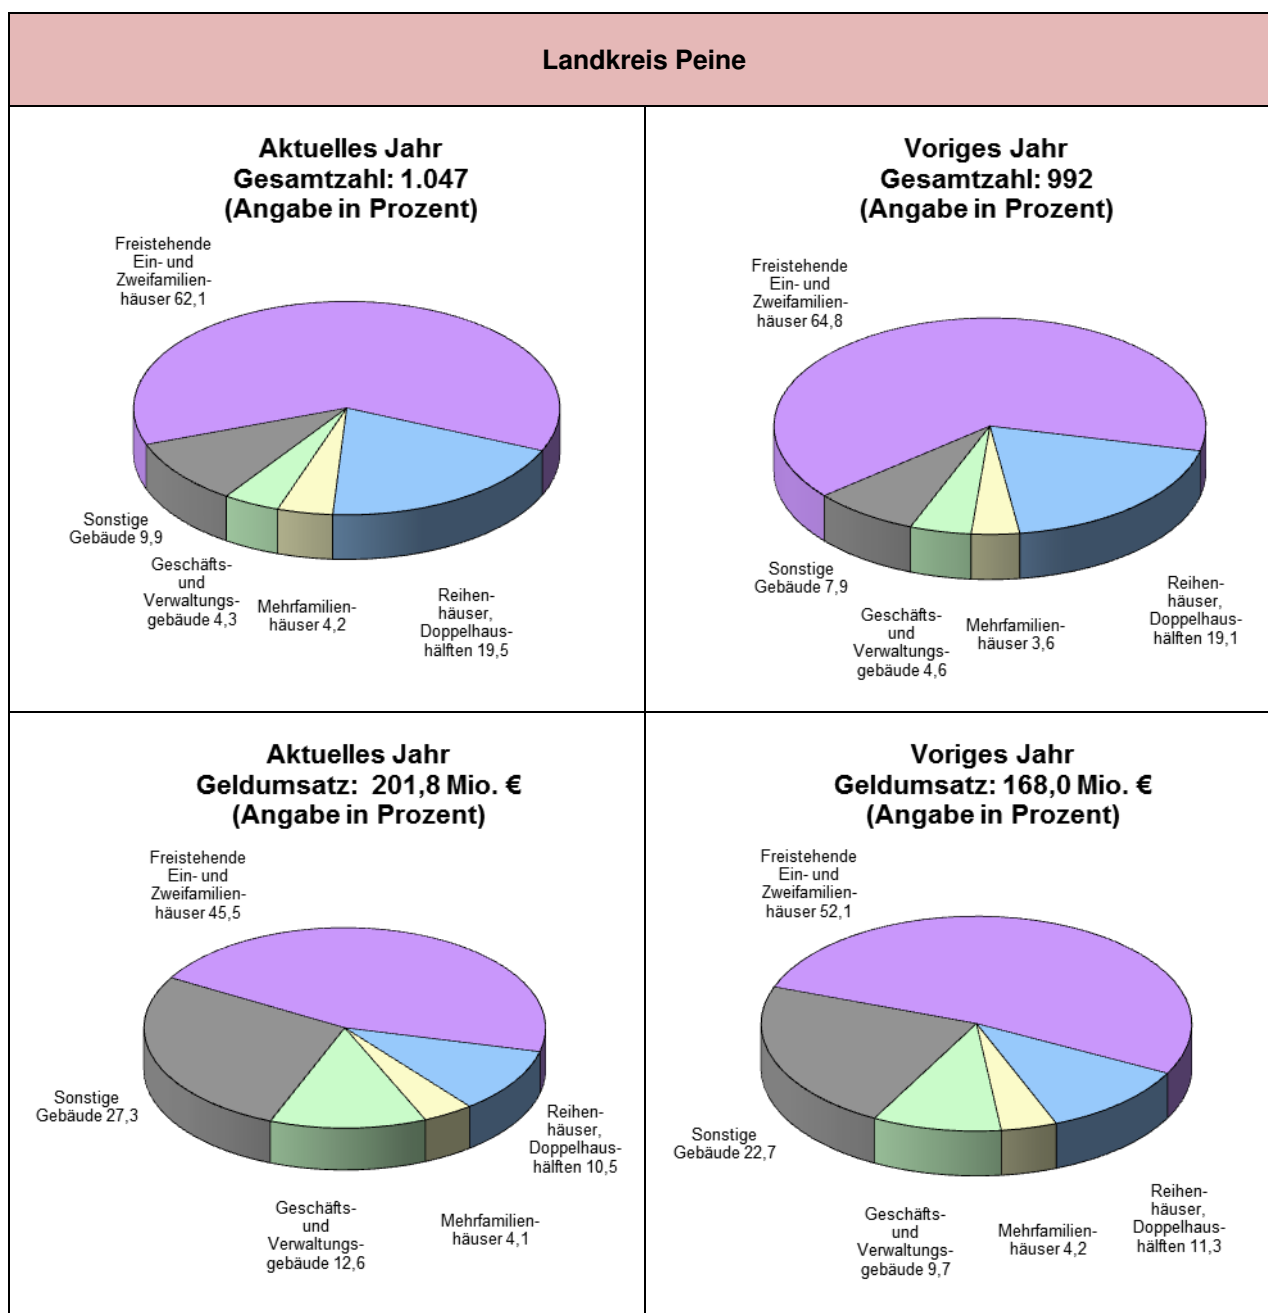 Landkreis Peine
Aktuelles Jahr
Gesamtzahl: 1.047
(Angabe in Prozent)
Freistehende
Ein- und
Zweifamilien-
häuser 62,1
Sonstige
Gebäude 9,9
Geschäfts-
und
Verwaltungs-
gebäude 4,3
Mehrfamilien-
häuser 4,2
Reihen-
häuser,
Doppelhaus-
hälften 19,5
Voriges Jahr
Gesamtzahl: 992
(Angabe in Prozent)
Freistehende
Ein- und
Zweifamilien-
häuser 64,8
Sonstige
Gebäude 7,9
Geschäfts-
und
Verwaltungs-
gebäude 4,6
Mehrfamilien-
häuser 3,6
Reihen-
häuser,
Doppelhaus-
hälften 19,1
Aktuelles Jahr
Geldumsatz: 201,8 Mio. €
(Angabe in Prozent)
Freistehende
Ein- und
Zweifamilien-
häuser 45,5
Sonstige
Gebäude 27,3
Geschäfts-
und
Verwaltungs-
gebäude 12,6
Mehrfamilien-
häuser 4,1
Reihen-
häuser,
Doppelhaus-
hälften 10,5
Voriges Jahr
Geldumsatz: 168,0 Mio. €
(Angabe in Prozent)
Freistehende
Ein- und
Zweifamilien-
häuser 52,1
Sonstige
Gebäude 22,7
Geschäfts-
und
Verwaltungs-
gebäude 9,7
Mehrfamilien-
häuser 4,2
Reihen-
häuser,
Doppelhaus-
hälften 11,3